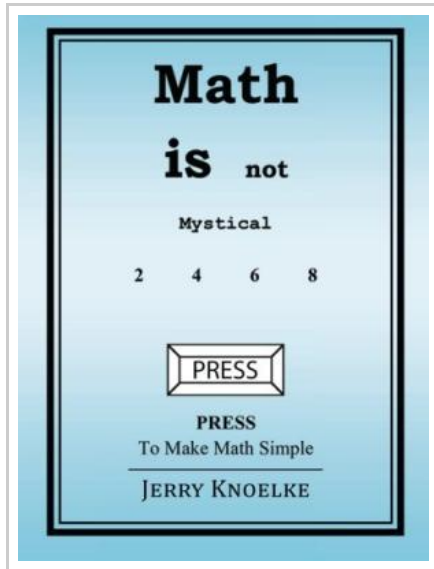 Math
is not
Mystical
2 4 6 8
PRESS
PRESS
To Make Math Simple
JERRY KNOELKE